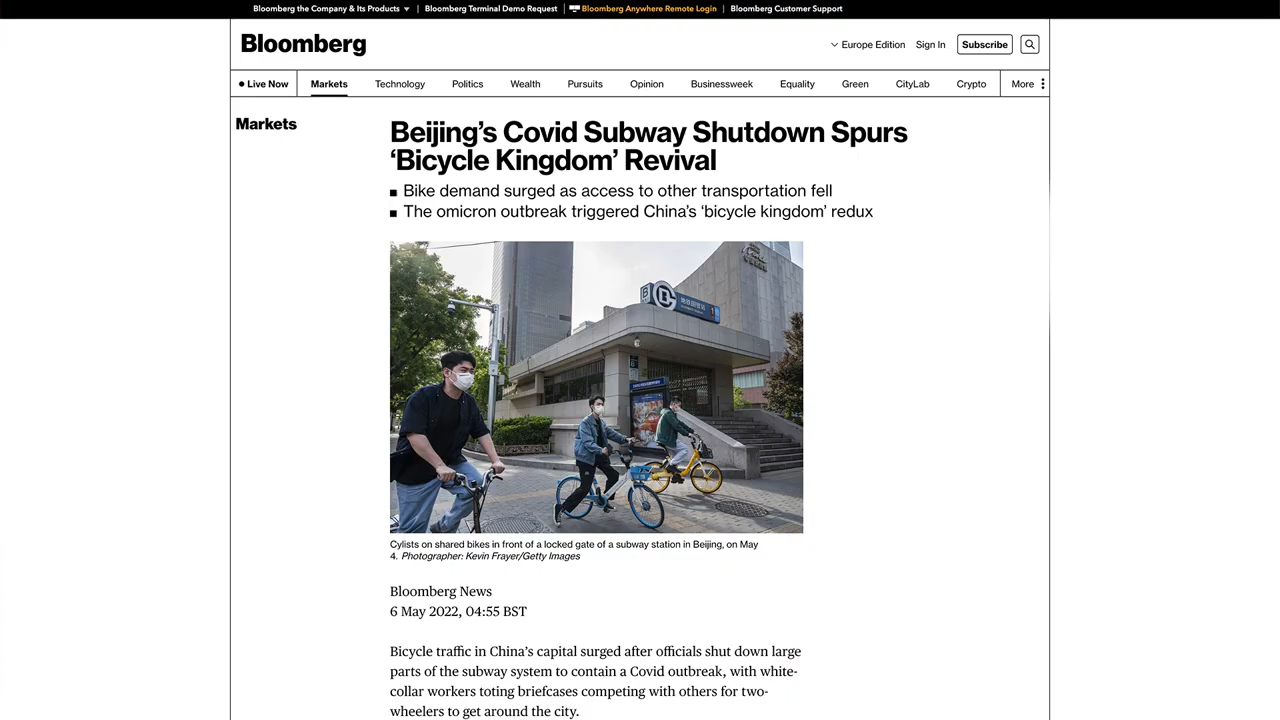 Bloomberg the Company & Its Products
Bloomberg Terminal Demo Request
Bloomberg Anywhere Remote Login
Bloomberg Customer Support
Bloomberg
Europe Edition
Sign In
Subscribe
Live Now
Markets
Technology
Politics
Wealth
Pursuits
Opinion
Businessweek
Equality
Green
CityLab
Crypto
More
Markets
Beijing’s Covid Subway Shutdown Spurs
‘Bicycle Kingdom’ Revival
Bike demand surged as access to other transportation fell
The omicron outbreak triggered China’s ‘bicycle kingdom’ redux
Cylists on shared bikes in front of a locked gate of a subway station in Beijing, on May
4. Photographer: Kevin Frayer/Getty Images
Bloomberg News
6 May 2022, 04:55 BST
Bicycle traffic in China’s capital surged after officials shut down large
parts of the subway system to contain a Covid outbreak, with white-
collar workers toting briefcases competing with others for two-
wheelers to get around the city.